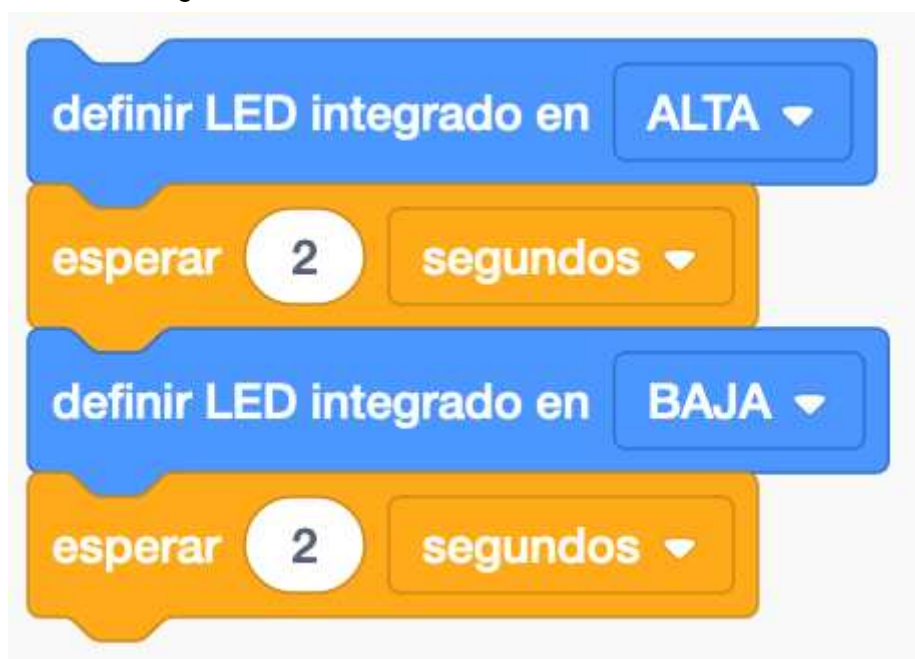 definir LED integrado en ALTA
esperar 2 segundos
definir LED integrado en BAJA
esperar 2 segundos